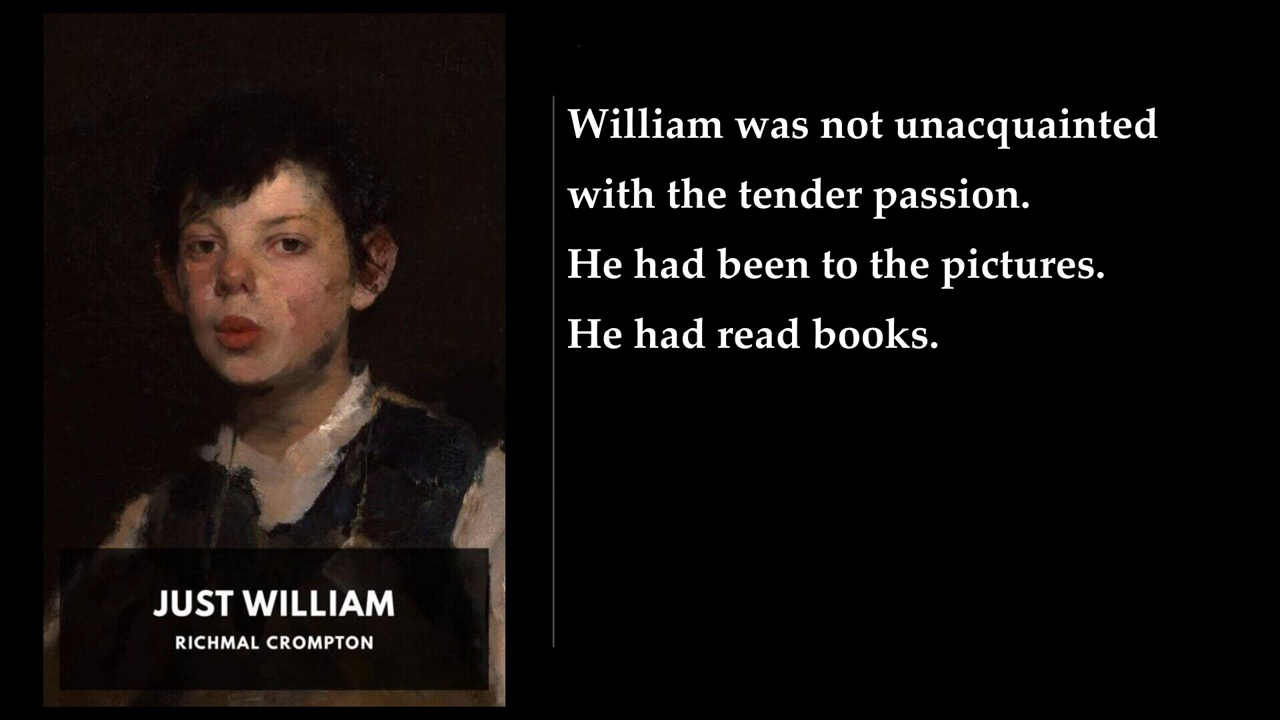 JUST WILLIAM
RICHMAL CROMPTON
William was not unacquainted
with the tender passion.
He had been to the pictures.
He had read books.